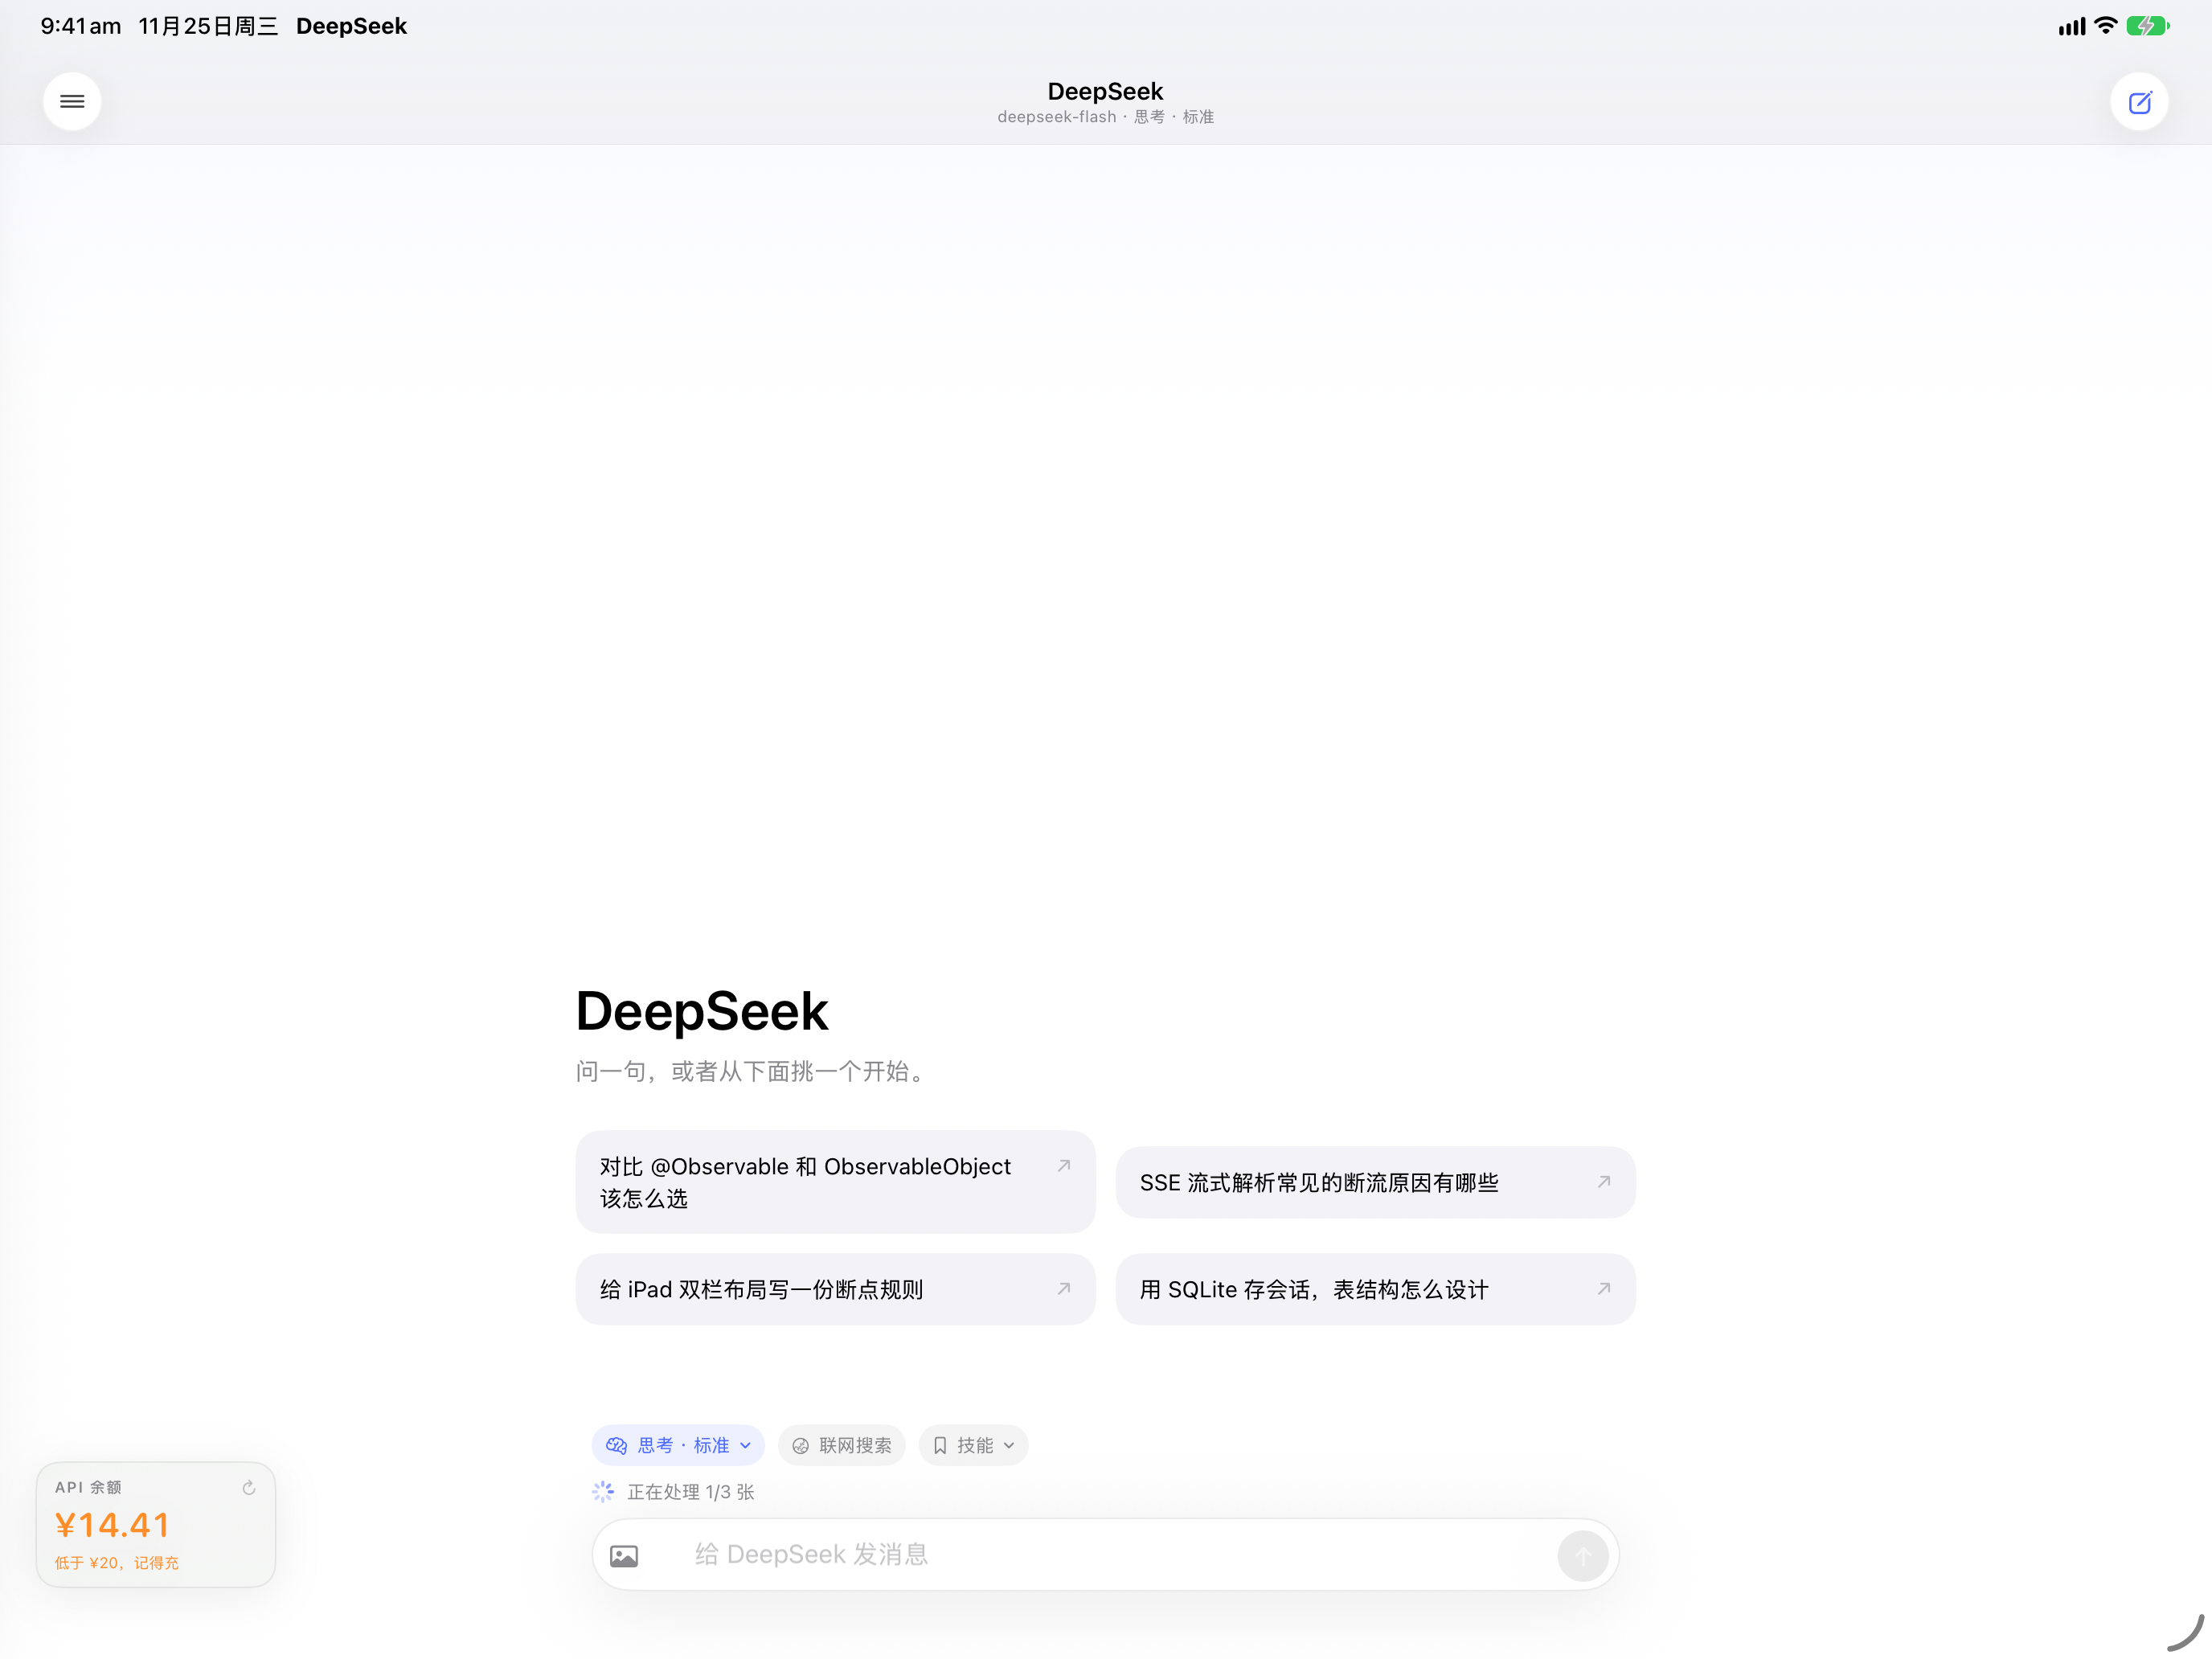 9:41 am 11月25日周三 DeepSeek
DeepSeek
deepseek-flash · 思考 · 标准
DeepSeek
问一句，或者从下面挑一个开始。
对比 @Observable 和 ObservableObject
该怎么选
SSE 流式解析常见的断流原因有哪些
给 iPad 双栏布局写一份断点规则
用 SQLite 存会话，表结构怎么设计
思考 · 标准
联网搜索
技能
正在处理 1/3 张
给 DeepSeek 发消息
API 余额
¥14.41
低于 ¥20，记得充